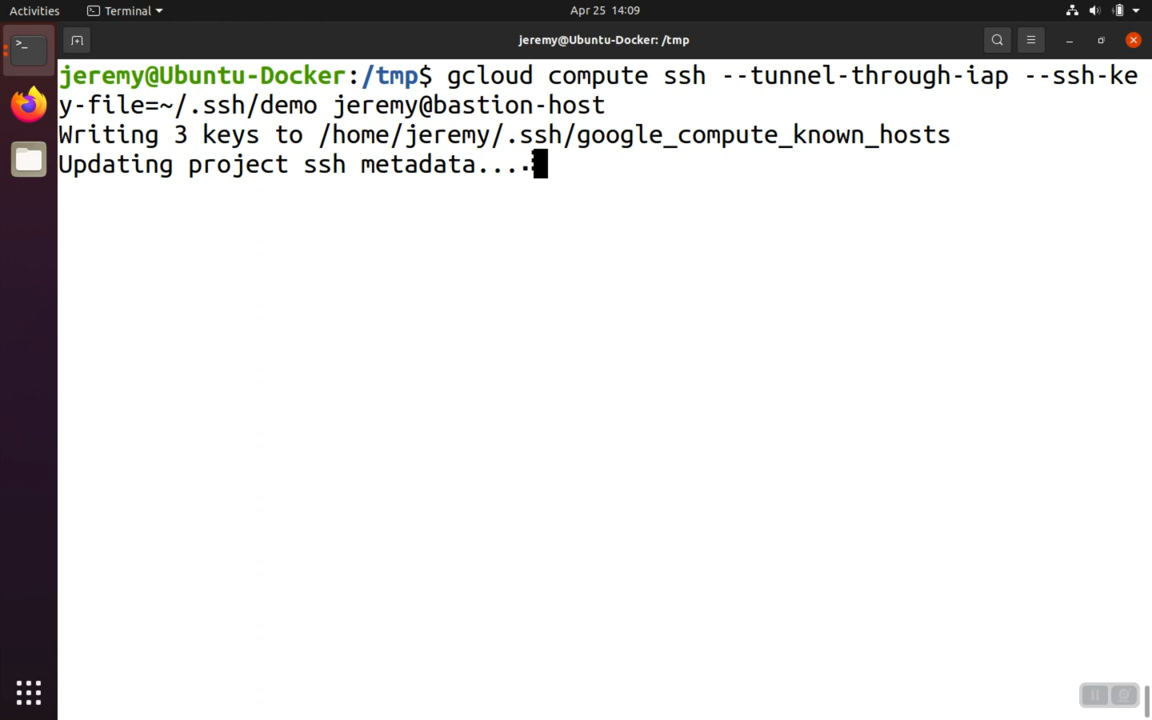 Activities Terminal Apr 25 14:09
jeremy@Ubuntu-Docker: /tmp
jeremy@Ubuntu-Docker:/tmp$ gcloud compute ssh --tunnel-through-iap --ssh-ke
y-file=~/.ssh/demo jeremy@bastion-host
Writing 3 keys to /home/jeremy/.ssh/google_compute_known_hosts
Updating project ssh metadata....